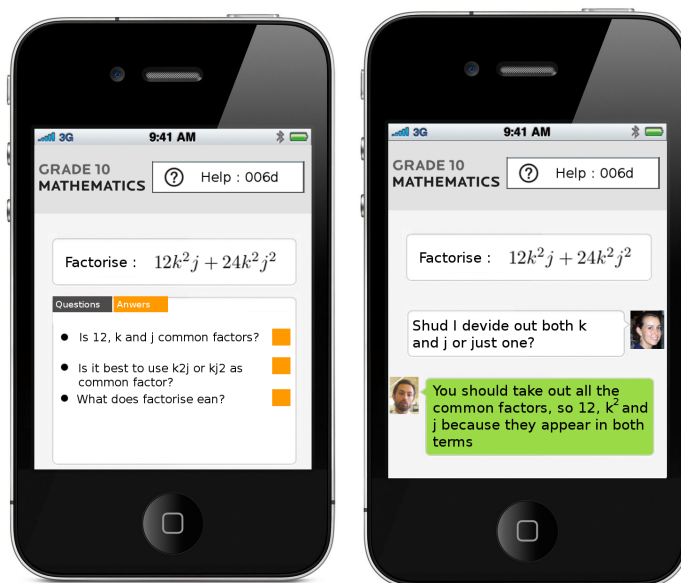 3G 9:41 AM
GRADE 10
MATHEMATICS
? Help : 006d
Factorise : 12k²j + 24k²j²
Questions Anwers
Is 12, k and j common factors?
Is it best to use k2j or kj2 as
common factor?
What does factorise ean?
3G 9:41 AM
GRADE 10
MATHEMATICS
? Help : 006d
Factorise : 12k²j + 24k²j²
Shud I devide out both k
and j or just one?
You should take out all the
common factors, so 12, k² and
j because they appear in both
terms